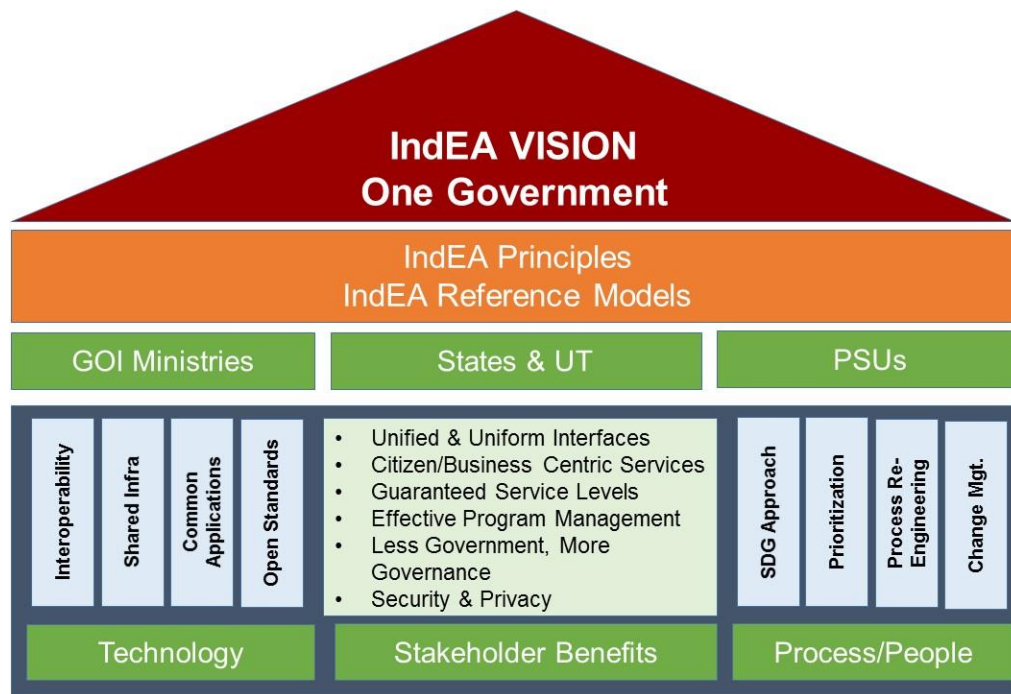 IndEA VISION
One Government
IndEA Principles
IndEA Reference Models
GOI Ministries
States & UT
PSUs
Interoperability
Shared Infra
Common
Applications
Open Standards
• Unified & Uniform Interfaces
• Citizen/Business Centric Services
• Guaranteed Service Levels
• Effective Program Management
• Less Government, More
Governance
• Security & Privacy
SDG Approach
Prioritization
Process Re-
Engineering
Change Mgt.
Technology
Stakeholder Benefits
Process/People